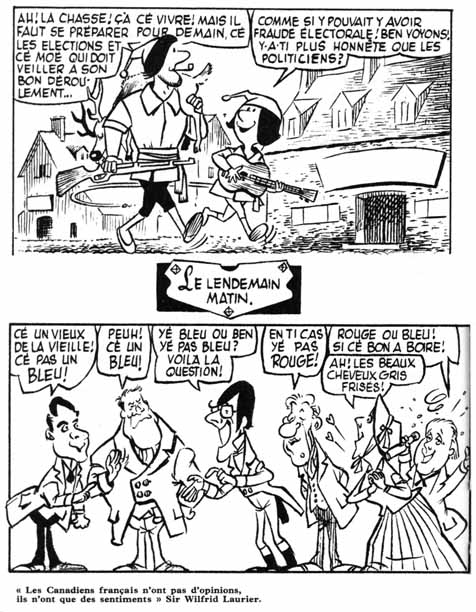 AH! LA CHASSE! ÇA CÉ VIVRE! MAIS IL
FAUT SE PRÉPARER POUR DEMAIN, CÉ
LES ELECTIONS ET
CÉ MOÉ QUI DOIT
VEILLER A SON
BON DÉROU-
LEMENT...
COMME SI Y POUVAIT Y AVOIR
FRAUDE ÉLECTORALE! BEN VOYONS!
Y-A-TI PLUS HONNÊTE QUE LES
POLITICIENS?
LE LENDEMAIN
MATIN.
CÉ UN VIEUX
DE LA VIEILLE!
CÉ PAS UN
BLEU!
PEUH!
CÉ UN
BLEU!
YÉ BLEU OU BEN
YÉ PAS BLEU?
VOILA LA
QUESTION!
EN TI CAS
YÉ PAS
ROUGE!
ROUGE OU BLEU!
SI CÉ BON A BOIRE!
AH! LES BEAUX
CHEVEUX GRIS
FRISÉS!
« Les Canadiens français n'ont pas d'opinions,
ils n'ont que des sentiments » Sir Wilfrid Laurier.